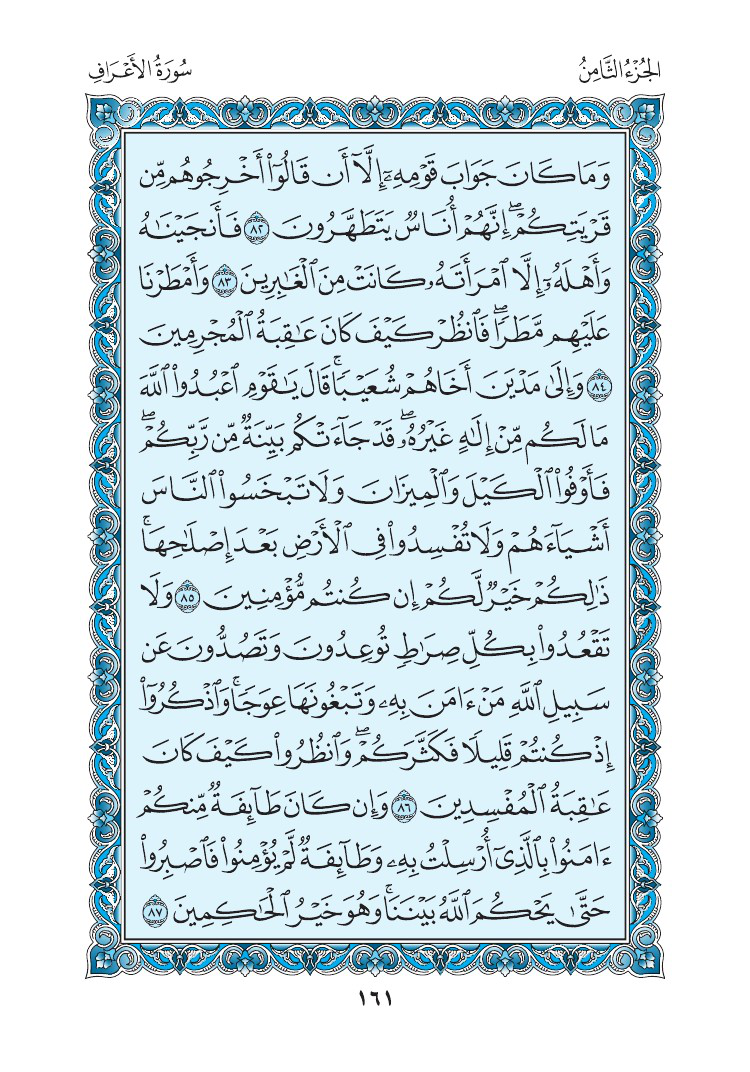 الجُزْءُ الثَّامِنُ
سُورَةُ الأَعْرَافِ
وَمَا كَانَ جَوَابَ قَوْمِهِۦٓ إِلَّآ أَن قَالُوٓا۟ أَخْرِجُوهُم مِّن
قَرْيَتِكُمْ ۖ إِنَّهُمْ أُنَاسٌ يَتَطَهَّرُونَ ٨٢ فَأَنجَيْنَـٰهُ
وَأَهْلَهُۥٓ إِلَّا ٱمْرَأَتَهُۥ كَانَتْ مِنَ ٱلْغَـٰبِرِينَ ٨٣ وَأَمْطَرْنَا
عَلَيْهِم مَّطَرًا ۖ فَٱنظُرْ كَيْفَ كَانَ عَـٰقِبَةُ ٱلْمُجْرِمِينَ
٨٤ وَإِلَىٰ مَدْيَنَ أَخَاهُمْ شُعَيْبًا ۚ قَالَ يَـٰقَوْمِ ٱعْبُدُوا۟ ٱللَّهَ
مَا لَكُم مِّنْ إِلَـٰهٍ غَيْرُهُۥ ۖ قَدْ جَآءَتْكُم بَيِّنَةٌ مِّن رَّبِّكُمْ ۖ
فَأَوْفُوا۟ ٱلْكَيْلَ وَٱلْمِيزَانَ وَلَا تَبْخَسُوا۟ ٱلنَّاسَ
أَشْيَآءَهُمْ وَلَا تُفْسِدُوا۟ فِى ٱلْأَرْضِ بَعْدَ إِصْلَـٰحِهَا ۚ
ذَٰلِكُمْ خَيْرٌ لَّكُمْ إِن كُنتُم مُّؤْمِنِينَ ٨٥ وَلَا
تَقْعُدُوا۟ بِكُلِّ صِرَٰطٍ تُوعِدُونَ وَتَصُدُّونَ عَن
سَبِيلِ ٱللَّهِ مَنْ ءَامَنَ بِهِۦ وَتَبْغُونَهَا عِوَجًا ۚ وَٱذْكُرُوٓا۟
إِذْ كُنتُمْ قَلِيلًا فَكَثَّرَكُمْ ۖ وَٱنظُرُوا۟ كَيْفَ كَانَ
عَـٰقِبَةُ ٱلْمُفْسِدِينَ ٨٦ وَإِن كَانَ طَآئِفَةٌ مِّنكُمْ
ءَامَنُوا۟ بِٱلَّذِىٓ أُرْسِلْتُ بِهِۦ وَطَآئِفَةٌ لَّمْ يُؤْمِنُوا۟ فَٱصْبِرُوا۟
حَتَّىٰ يَحْكُمَ ٱللَّهُ بَيْنَنَا ۚ وَهُوَ خَيْرُ ٱلْحَـٰكِمِينَ ٨٧
١٦١